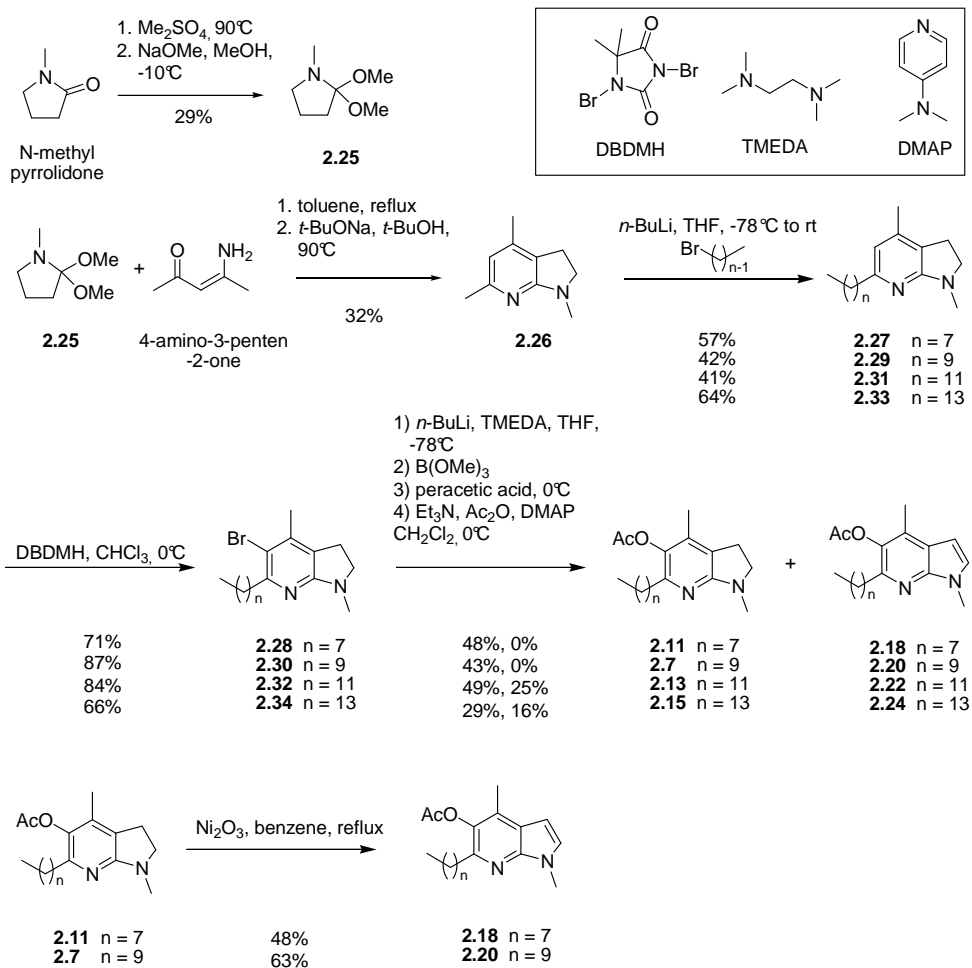 1. Me2SO4, 90°C
2. NaOMe, MeOH,
-10°C
29%
N
O
N-methyl
pyrrolidone
N
OMe
OMe
2.25
O
N-Br
Br
N
O
DBDMH
N
N
TMEDA
N
N
DMAP
N
OMe
OMe
2.25
+
O
NH2
4-amino-3-penten
-2-one
1. toluene, reflux
2. t-BuONa, t-BuOH,
90°C
32%
N
N
2.26
n-BuLi, THF, -78°C to rt
Br
( )n-1
57%
42%
41%
64%
( )n
N
N
2.27 n = 7
2.29 n = 9
2.31 n = 11
2.33 n = 13
DBDMH, CHCl3, 0°C
71%
87%
84%
66%
Br
( )n
N
N
2.28 n = 7
2.30 n = 9
2.32 n = 11
2.34 n = 13
1) n-BuLi, TMEDA, THF,
-78°C
2) B(OMe)3
3) peracetic acid, 0°C
4) Et3N, Ac2O, DMAP
CH2Cl2, 0°C
48%, 0%
43%, 0%
49%, 25%
29%, 16%
AcO
( )n
N
N
2.11 n = 7
2.7 n = 9
2.13 n = 11
2.15 n = 13
+
AcO
( )n
N
N
2.18 n = 7
2.20 n = 9
2.22 n = 11
2.24 n = 13
AcO
( )n
N
N
2.11 n = 7
2.7 n = 9
Ni2O3, benzene, reflux
48%
63%
AcO
( )n
N
N
2.18 n = 7
2.20 n = 9